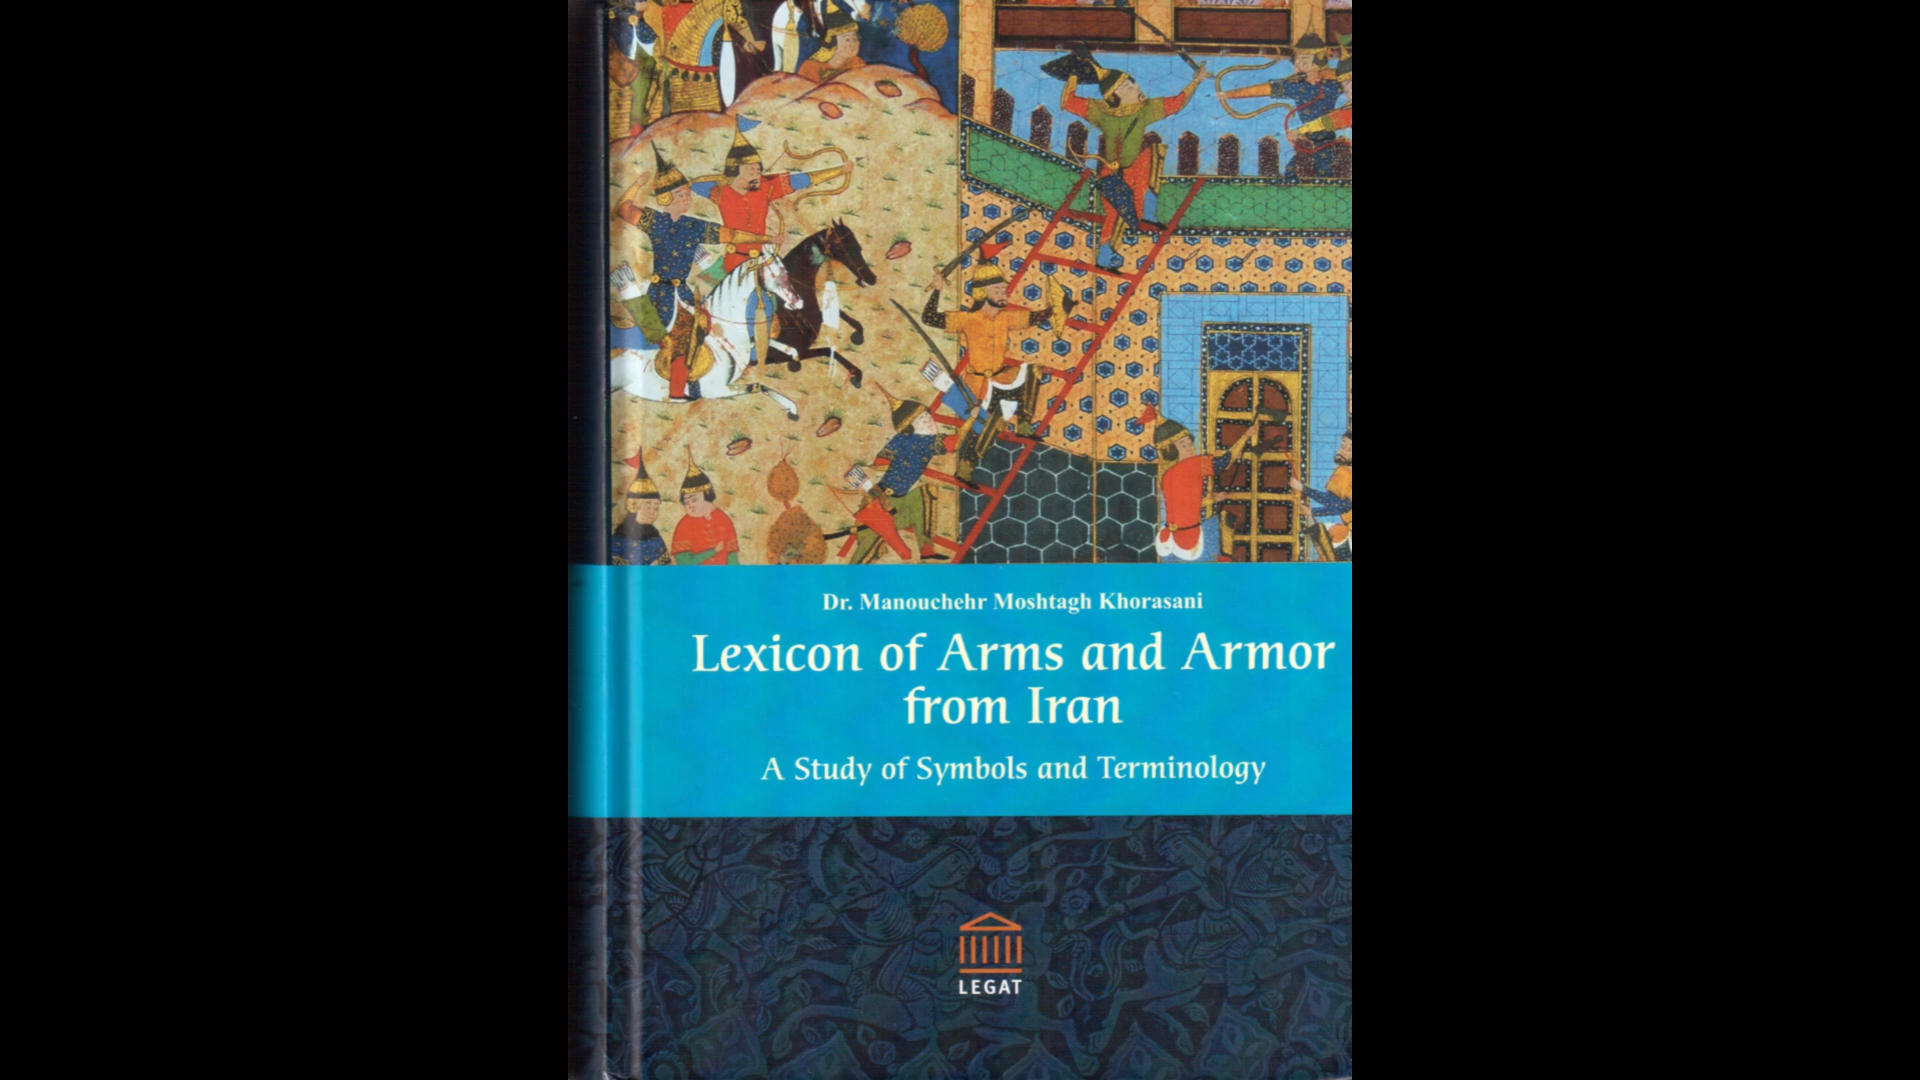 Dr. Manouchehr Moshtagh Khorasani
Lexicon of Arms and Armor
from Iran
A Study of Symbols and Terminology
LEGAT